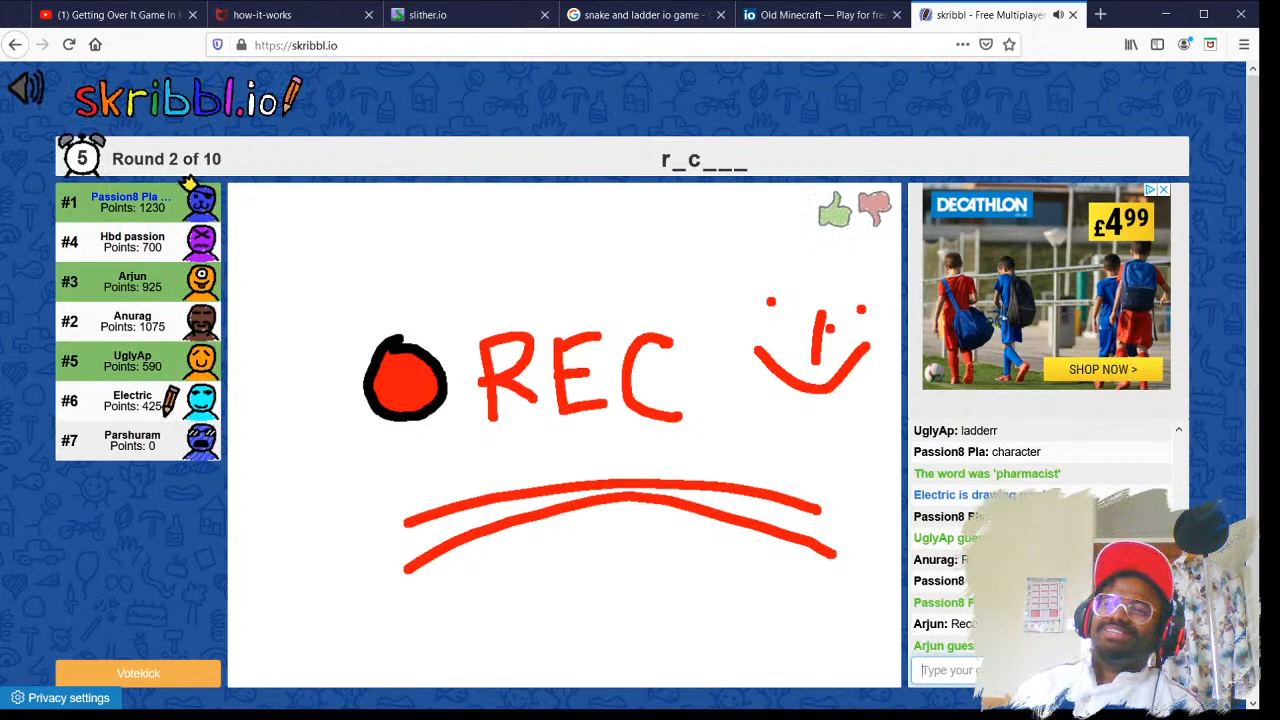 (1) Getting Over It Game In H
how-it-works
slither.io
snake and ladder io game - G
Old Minecraft — Play for free
skribbl - Free Multiplayer
https://skribbl.io
skribbl.io
5
Round 2 of 10
r_c___
#1
Passion8 Pla ...
Points: 1230
#4
Hbd passion
Points: 700
#3
Arjun
Points: 925
#2
Anurag
Points: 1075
#5
UglyAp
Points: 590
#6
Electric
Points: 425
#7
Parshuram
Points: 0
REC
DECATHLON
£4.99
SHOP NOW >
UglyAp: ladderr
Passion8 Pla: character
The word was 'pharmacist'
Electric is drawing
Passion8
UglyAp
Anurag:
Passion8
Passion8
Arjun:
Arjun
Type your
Votekick
Privacy settings